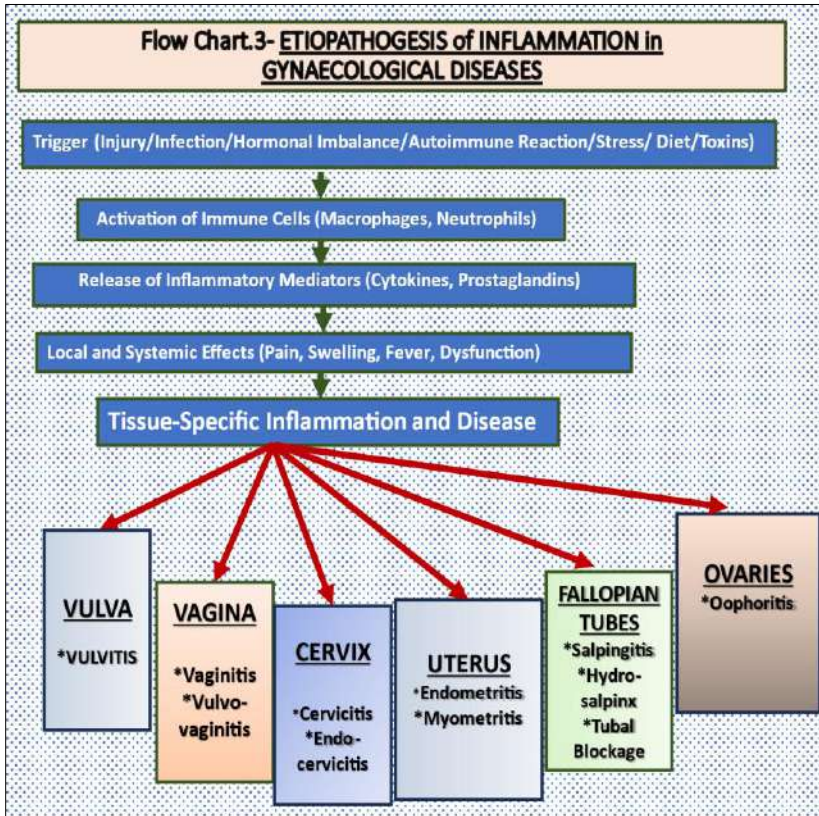 Flow Chart.3- ETIOPATHOGESIS of INFLAMMATION in
GYNAECOLOGICAL DISEASES
Trigger (Injury/Infection/Hormonal Imbalance/Autoimmune Reaction/Stress/ Diet/Toxins)
Activation of Immune Cells (Macrophages, Neutrophils)
Release of Inflammatory Mediators (Cytokines, Prostaglandins)
Local and Systemic Effects (Pain, Swelling, Fever, Dysfunction)
Tissue-Specific Inflammation and Disease
VULVA
*VULVITIS
VAGINA
*Vaginitis
*Vulvo-
vaginitis
CERVIX
*Cervicitis
*Endo-
cervicitis
UTERUS
*Endometritis
*Myometritis
FALLOPIAN
TUBES
*Salpingitis
*Hydro-
salpinx
*Tubal
Blockage
OVARIES
*Oophoritis